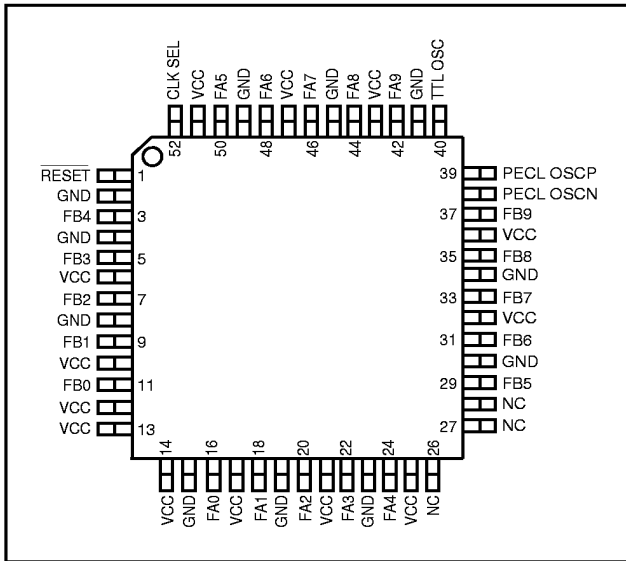 CLK SEL
VCC
FA5
GND
FA6
VCC
FA7
GND
FA8
VCC
FA9
GND
TTL OSC
52
50
48
46
44
42
40
RESET 1
GND
FB4 3
GND
FB3 5
VCC
FB2 7
GND
FB1 9
VCC
FB0 11
VCC
VCC 13
39 PECL OSCP
PECL OSCN
37 FB9
VCC
35 FB8
GND
33 FB7
VCC
31 FB6
GND
29 FB5
NC
27 NC
14
16
18
20
22
24
26
VCC
GND
FA0
VCC
FA1
GND
FA2
VCC
FA3
GND
FA4
VCC
NC